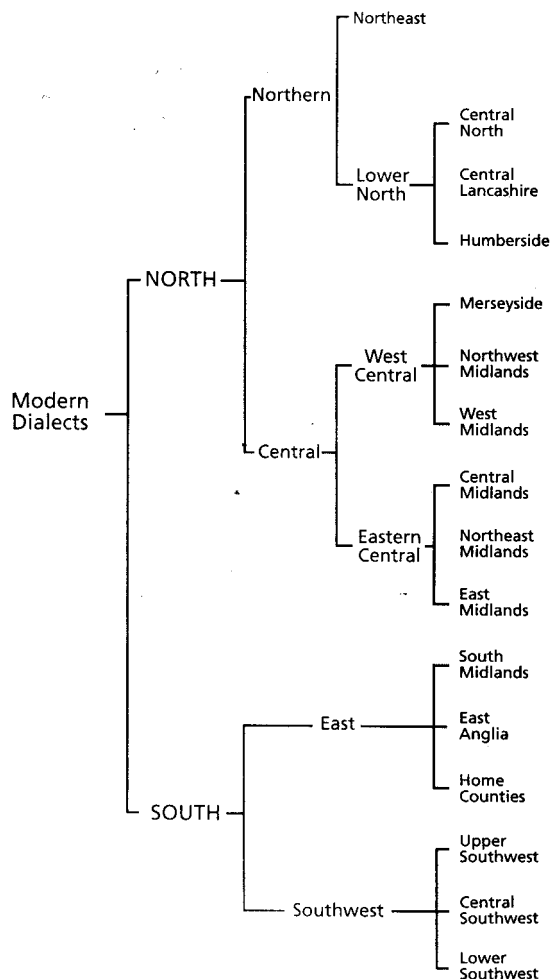 Northeast
Northern
Central
North
Lower
North
Central
Lancashire
Humberside
NORTH
Merseyside
West
Central
Northwest
Midlands
West
Midlands
Modern
Dialects
Central
Central
Midlands
Eastern
Central
Northeast
Midlands
East
Midlands
South
Midlands
East
East
Anglia
Home
Counties
SOUTH
Upper
Southwest
Southwest
Central
Southwest
Lower
Southwest